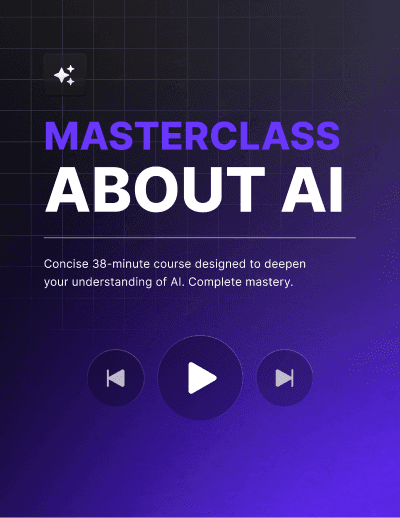 MASTERCLASS
ABOUT AI
Concise 38-minute course designed to deepen
your understanding of AI. Complete mastery.